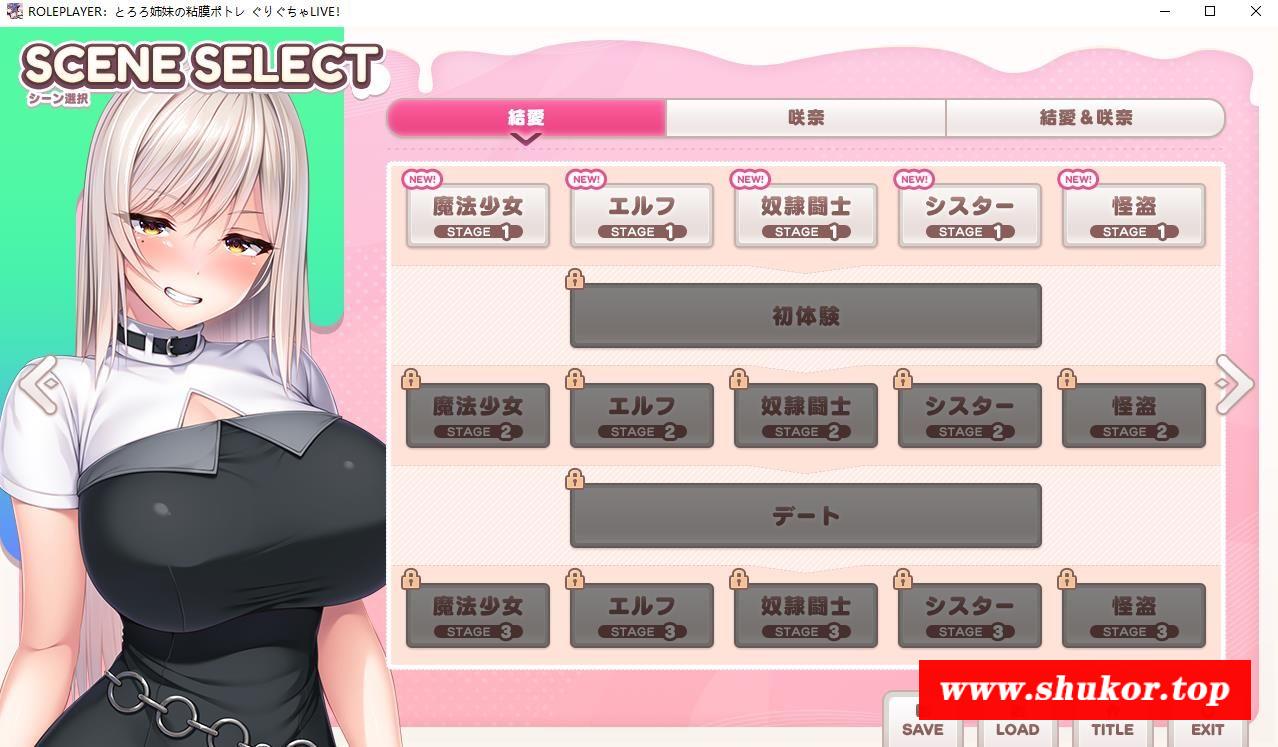 ROLEPLAYER: とろろ姉妹の粘膜ポトレ ぐりぐちゃLIVE!
SCENE SELECT
シーン選択
結愛
咲奈
結愛＆咲奈
NEW! NEW! NEW! NEW! NEW!
魔法少女 エルフ 奴隷闘士 シスター 怪盗
STAGE 1 STAGE 1 STAGE 1 STAGE 1 STAGE 1
初体験
魔法少女 エルフ 奴隷闘士 シスター 怪盗
STAGE 2 STAGE 2 STAGE 2 STAGE 2 STAGE 2
デート
魔法少女 エルフ 奴隷闘士 シスター 怪盗
STAGE 3 STAGE 3 STAGE 3 STAGE 3 STAGE 3
www.shukor.top
SAVE LOAD TITLE EXIT